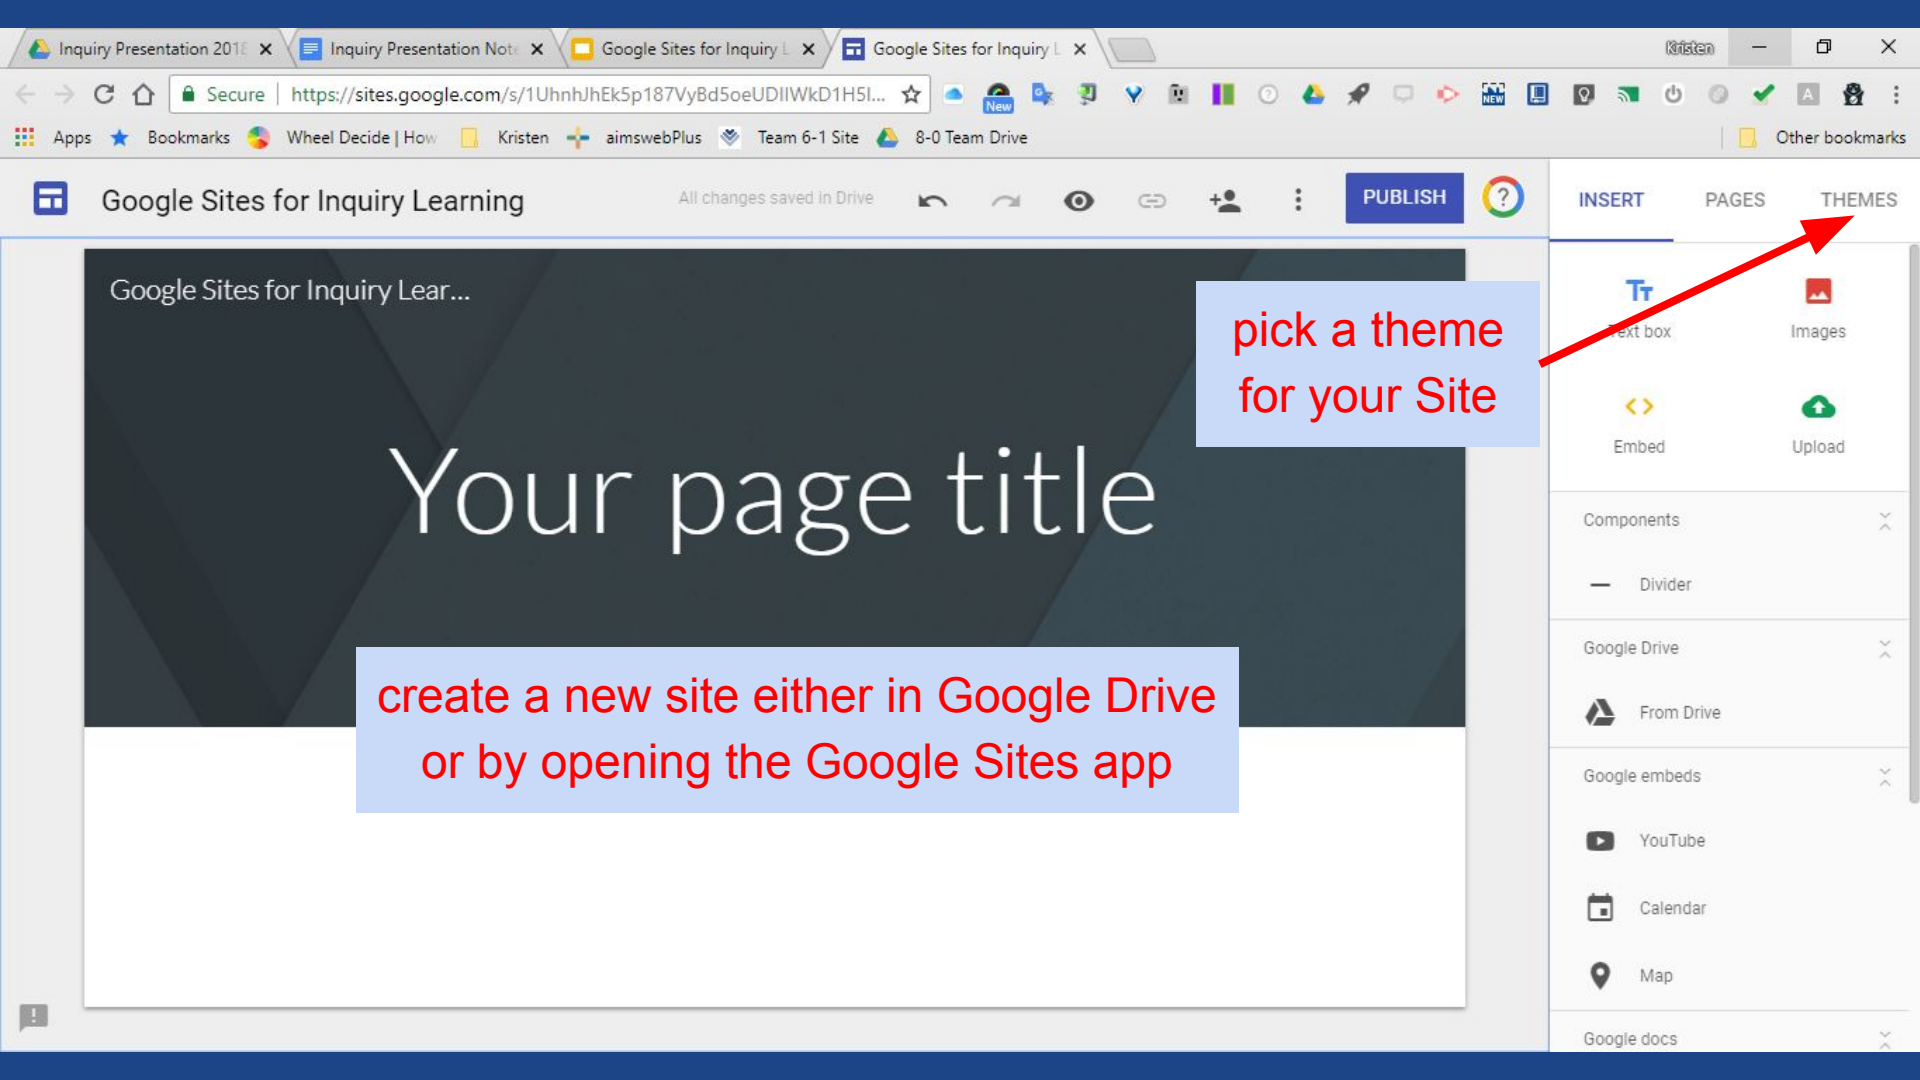 Inquiry Presentation 2018
Inquiry Presentation Note
Google Sites for Inquiry L
Google Sites for Inquiry L
Kristen
Secure
https://sites.google.com/s/1UhnhJhEk5p187VyBd5oeUDIIWkD1H5I...
New
NEW
A
Apps
Bookmarks
Wheel Decide | How
Kristen
aimswebPlus
Team 6-1 Site
8-0 Team Drive
Other bookmarks
Google Sites for Inquiry Learning
All changes saved in Drive
PUBLISH
?
INSERT
PAGES
THEMES
Google Sites for Inquiry Lear...
pick a theme
for your Site
Your page title
create a new site either in Google Drive
or by opening the Google Sites app
Text box
Images
Embed
Upload
Components
Divider
Google Drive
From Drive
Google embeds
YouTube
Calendar
Map
Google docs